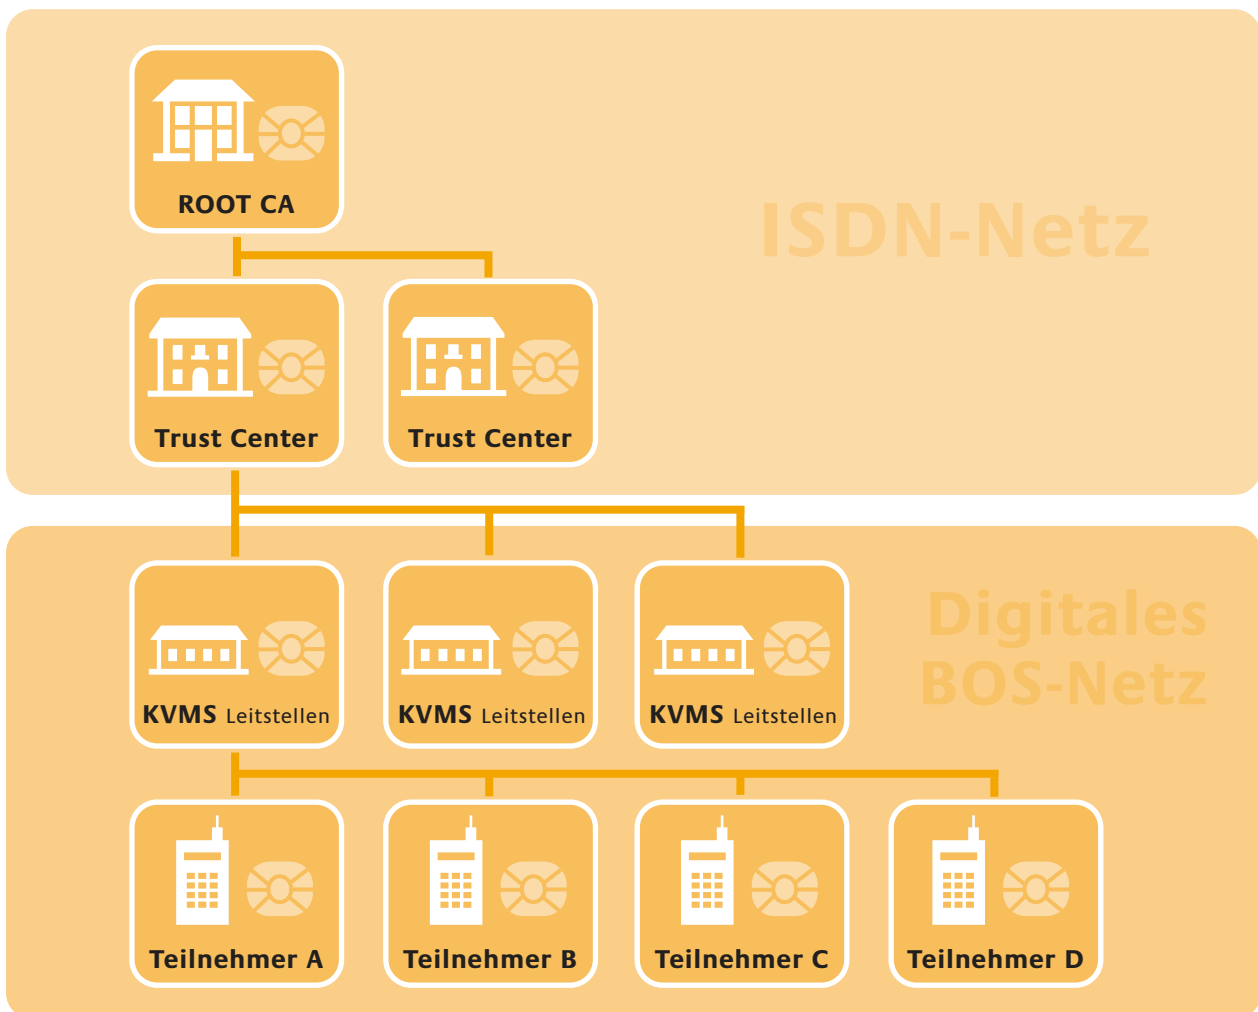 ROOT CA
ISDN-Netz
Trust Center
Trust Center
Digitales
BOS-Netz
KVMS Leitstellen
KVMS Leitstellen
KVMS Leitstellen
Teilnehmer A
Teilnehmer B
Teilnehmer C
Teilnehmer D